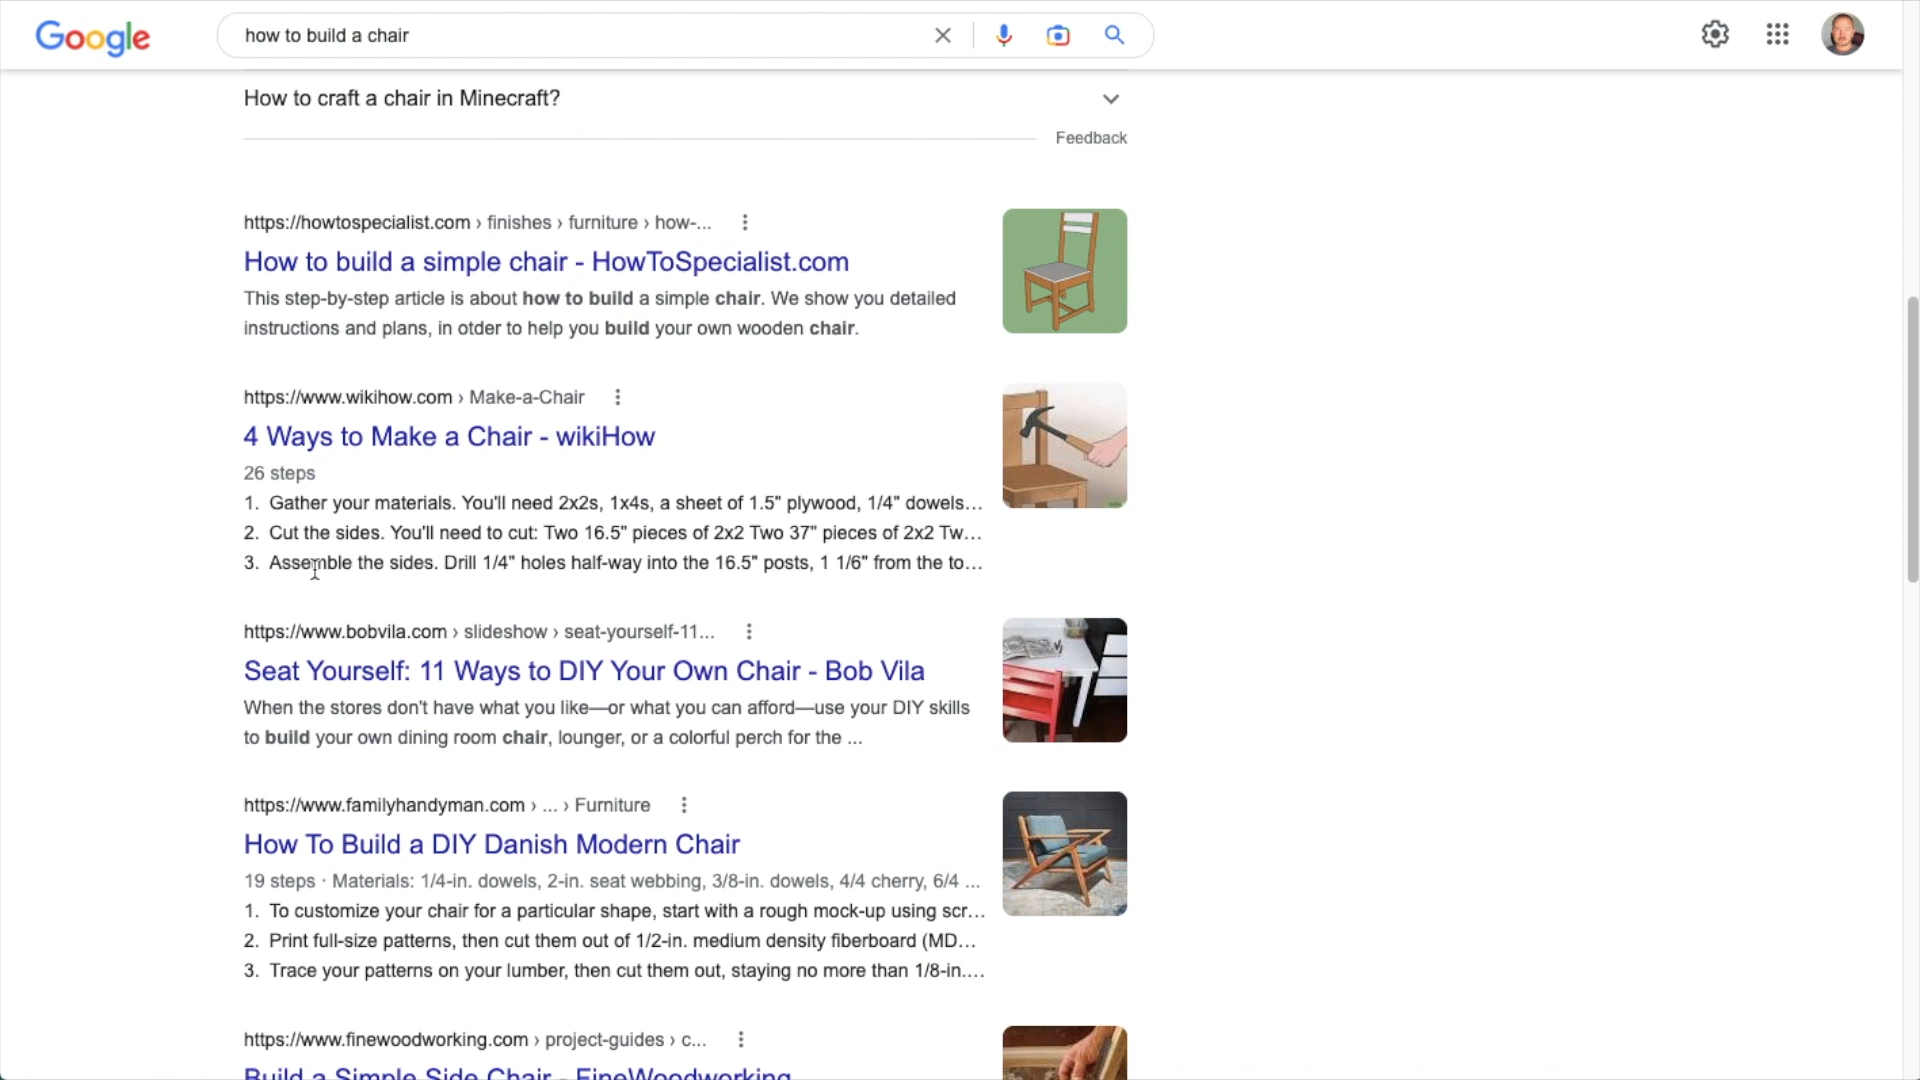 Google
how to build a chair
How to craft a chair in Minecraft?
Feedback
https://howtospecialist.com › finishes › furniture › how-...
How to build a simple chair - HowToSpecialist.com
This step-by-step article is about how to build a simple chair. We show you detailed
instructions and plans, in otder to help you build your own wooden chair.
https://www.wikihow.com › Make-a-Chair
4 Ways to Make a Chair - wikiHow
26 steps
1. Gather your materials. You'll need 2x2s, 1x4s, a sheet of 1.5" plywood, 1/4" dowels...
2. Cut the sides. You'll need to cut: Two 16.5" pieces of 2x2 Two 37" pieces of 2x2 Tw...
3. Assemble the sides. Drill 1/4" holes half-way into the 16.5" posts, 1 1/6" from the to...
https://www.bobvila.com › slideshow › seat-yourself-11...
Seat Yourself: 11 Ways to DIY Your Own Chair - Bob Vila
When the stores don't have what you like—or what you can afford—use your DIY skills
to build your own dining room chair, lounger, or a colorful perch for the ...
https://www.familyhandyman.com › ... › Furniture
How To Build a DIY Danish Modern Chair
19 steps · Materials: 1/4-in. dowels, 2-in. seat webbing, 3/8-in. dowels, 4/4 cherry, 6/4 ...
1. To customize your chair for a particular shape, start with a rough mock-up using scr...
2. Print full-size patterns, then cut them out of 1/2-in. medium density fiberboard (MD...
3. Trace your patterns on your lumber, then cut them out, staying no more than 1/8-in....
https://www.finewoodworking.com › project-guides › c...
Build a Simple Side Chair - FineWoodworking